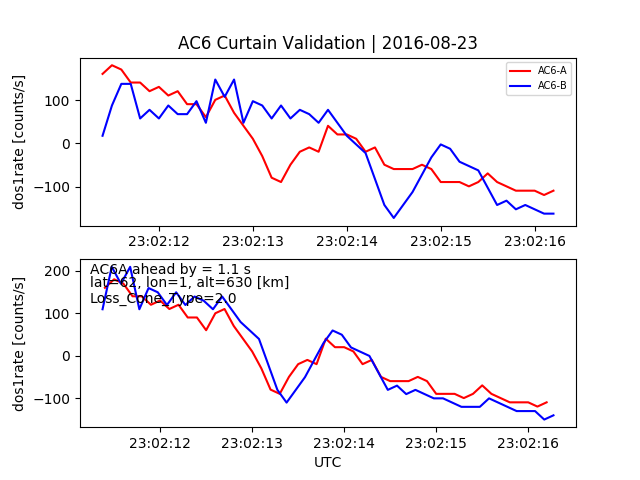 AC6 Curtain Validation | 2016-08-23
dos1rate [counts/s]
100
0
−100
AC6-A
AC6-B
23:02:12
23:02:13
23:02:14
23:02:15
23:02:16
dos1rate [counts/s]
200
100
0
−100
AC6A ahead by = 1.1 s
lat=62, lon=1, alt=630 [km]
Loss_Cone_Type=2.0
23:02:12
23:02:13
23:02:14
23:02:15
23:02:16
UTC